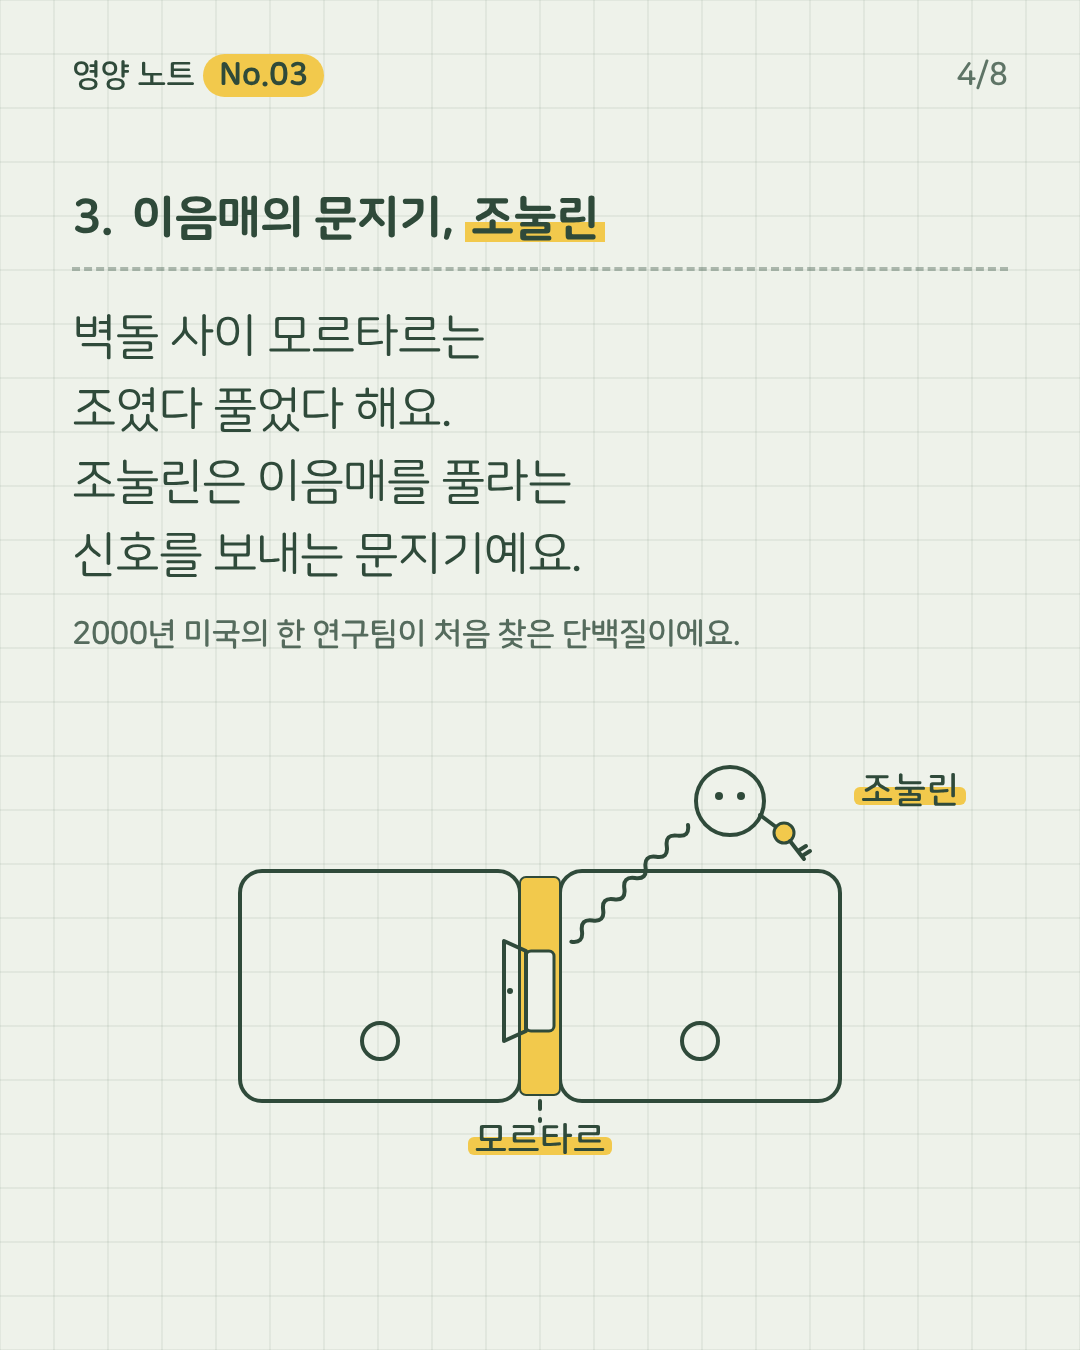 영양 노트 No.03
4/8
3. 이음매의 문지기, 조눌린
벽돌 사이 모르타르는
조였다 풀었다 해요.
조눌린은 이음매를 풀라는
신호를 보내는 문지기예요.
2000년 미국의 한 연구팀이 처음 찾은 단백질이에요.
조눌린
모르타르